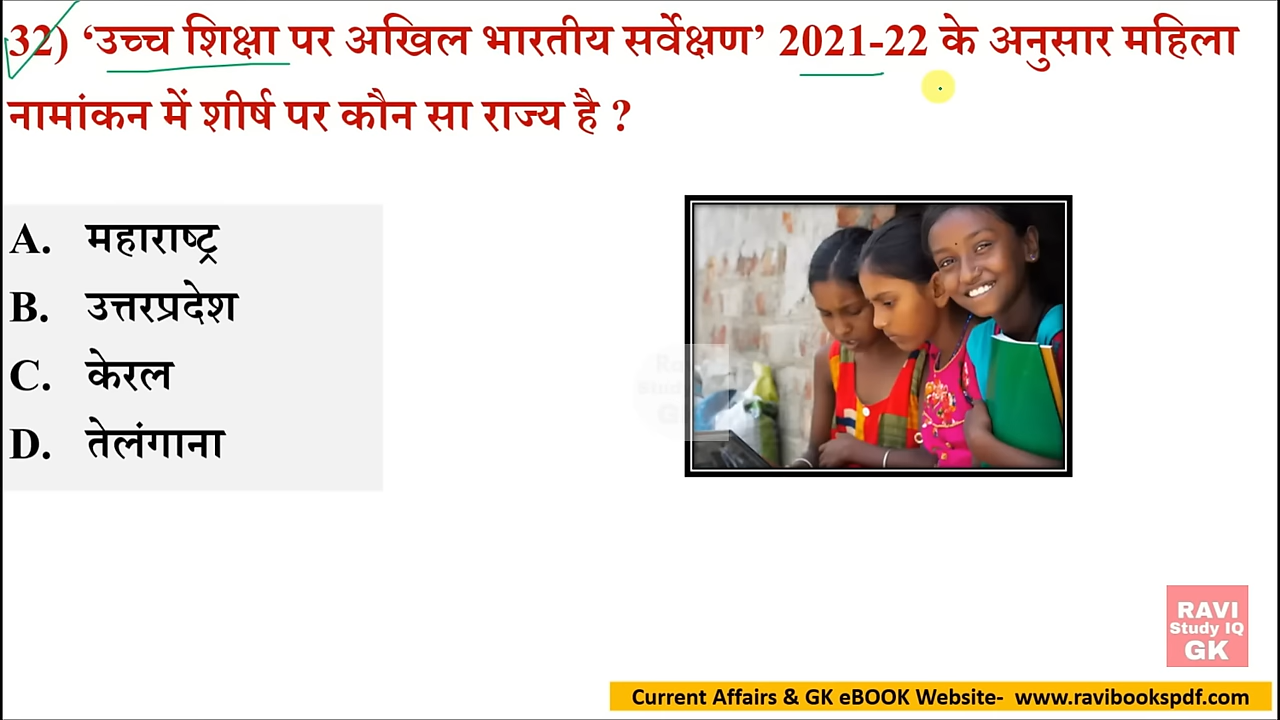 32) ‘उच्च शिक्षा पर अखिल भारतीय सर्वेक्षण’ 2021-22 के अनुसार महिला
नामांकन में शीर्ष पर कौन सा राज्य है ?
A. महाराष्ट्र
B. उत्तरप्रदेश
C. केरल
D. तेलंगाना
RAVI
Study IQ
GK
Current Affairs & GK eBOOK Website- www.ravibookspdf.com